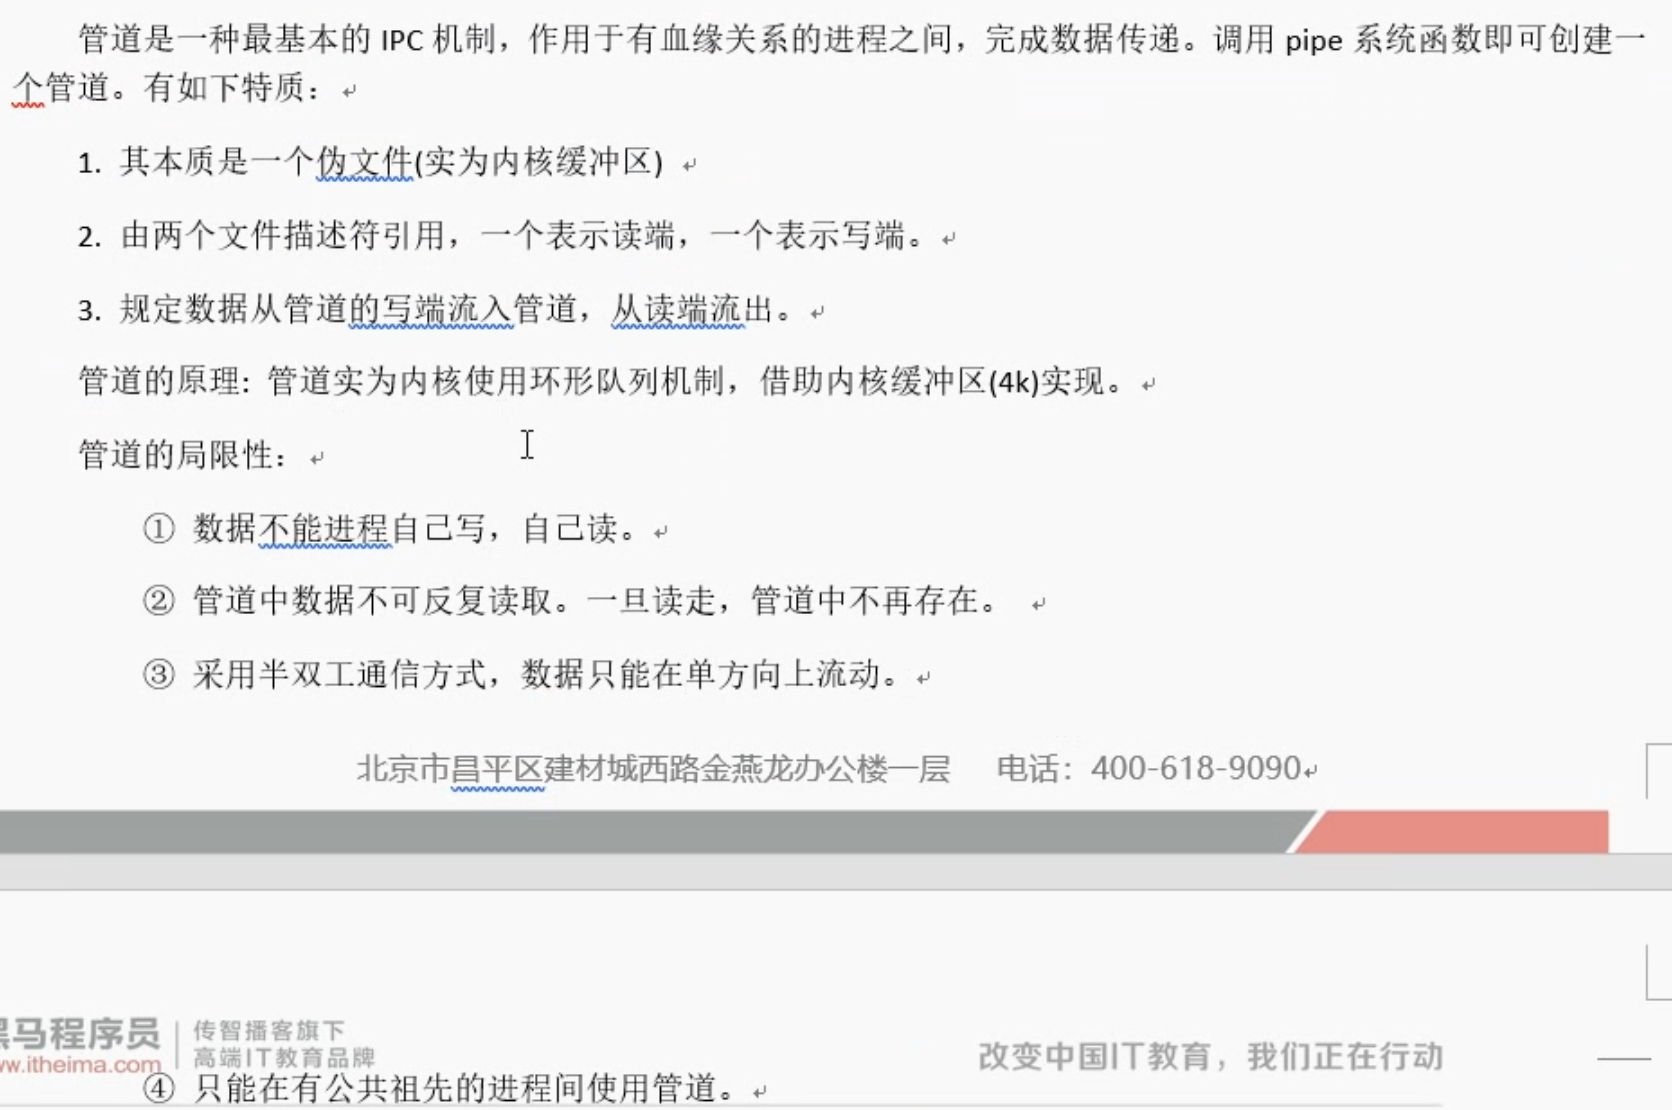 管道是一种最基本的 IPC 机制，作用于有血缘关系的进程之间，完成数据传递。调用 pipe 系统函数即可创建一
个管道。有如下特质：
1. 其本质是一个伪文件(实为内核缓冲区)
2. 由两个文件描述符引用，一个表示读端，一个表示写端。
3. 规定数据从管道的写端流入管道，从读端流出。
管道的原理: 管道实为内核使用环形队列机制，借助内核缓冲区(4k)实现。
管道的局限性：
① 数据不能进程自己写，自己读。
② 管道中数据不可反复读取。一旦读走，管道中不再存在。
③ 采用半双工通信方式，数据只能在单方向上流动。
北京市昌平区建材城西路金燕龙办公楼一层 电话：400-618-9090
黑马程序员 传智播客旗下
ww.itheima.com 高端IT教育品牌
改变中国IT教育，我们正在行动
④ 只能在有公共祖先的进程间使用管道。